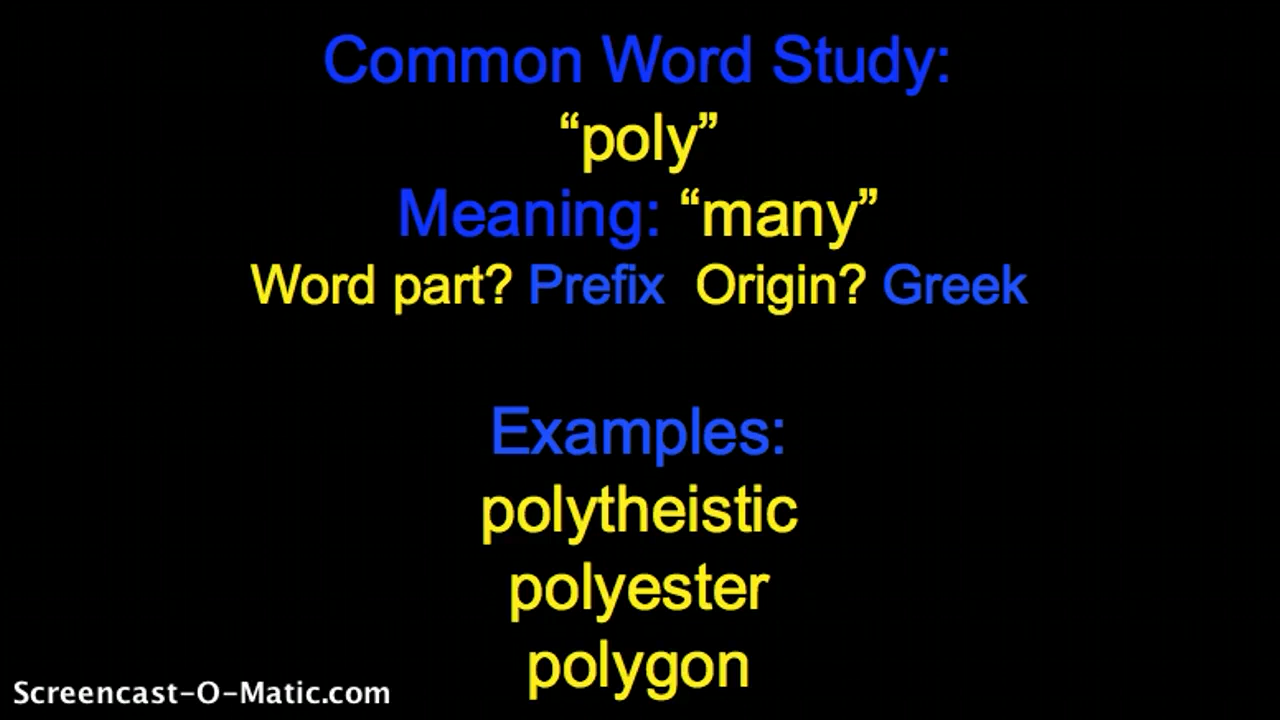 Common Word Study:
“poly”
Meaning: “many”
Word part? Prefix Origin? Greek
Examples:
polytheistic
polyester
polygon
Screencast-O-Matic.com